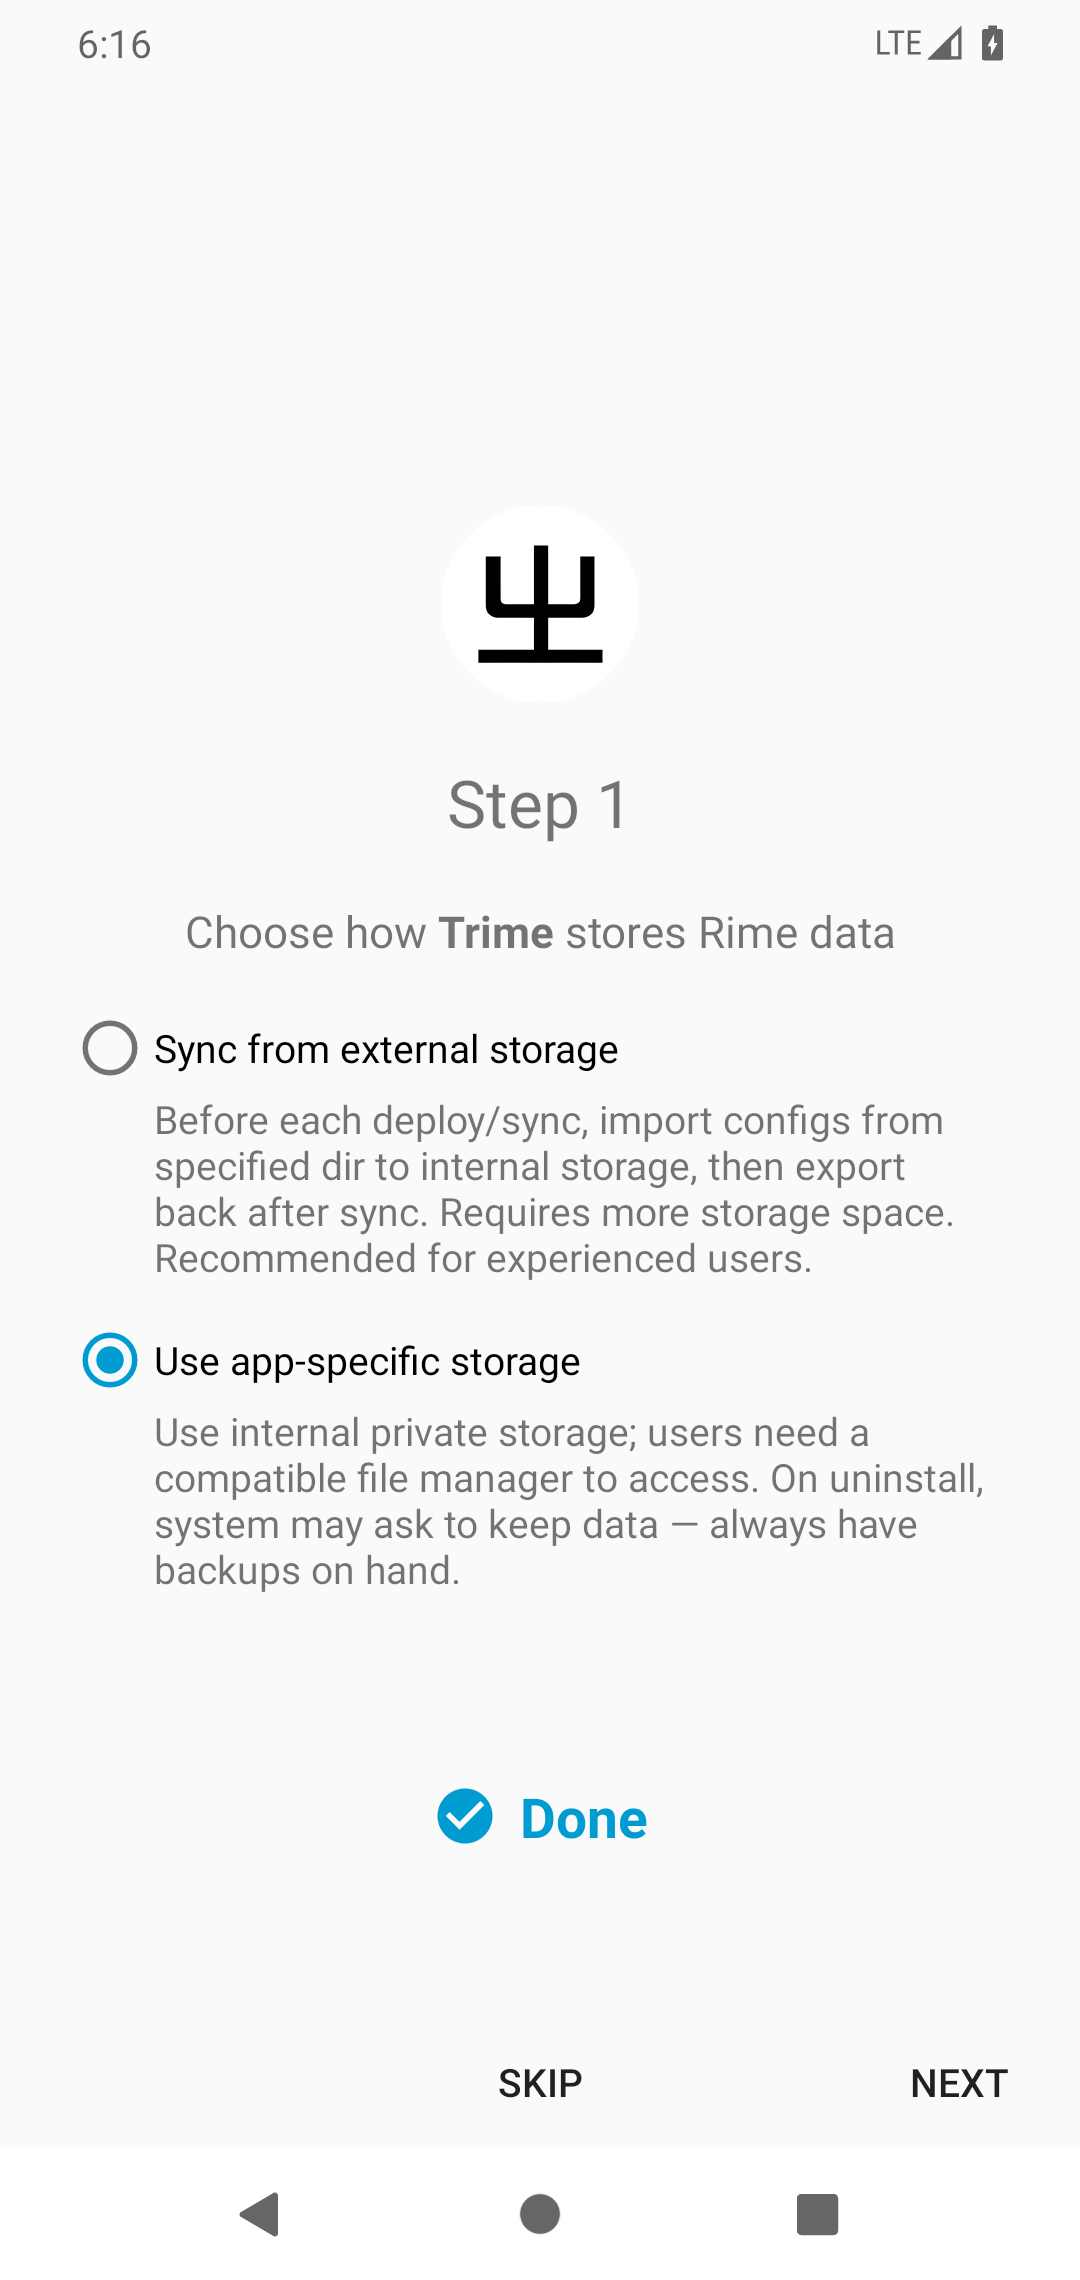 6:16
LTE
Step 1
Choose how Trime stores Rime data
Sync from external storage
Before each deploy/sync, import configs from
specified dir to internal storage, then export
back after sync. Requires more storage space.
Recommended for experienced users.
Use app-specific storage
Use internal private storage; users need a
compatible file manager to access. On uninstall,
system may ask to keep data — always have
backups on hand.
Done
SKIP
NEXT